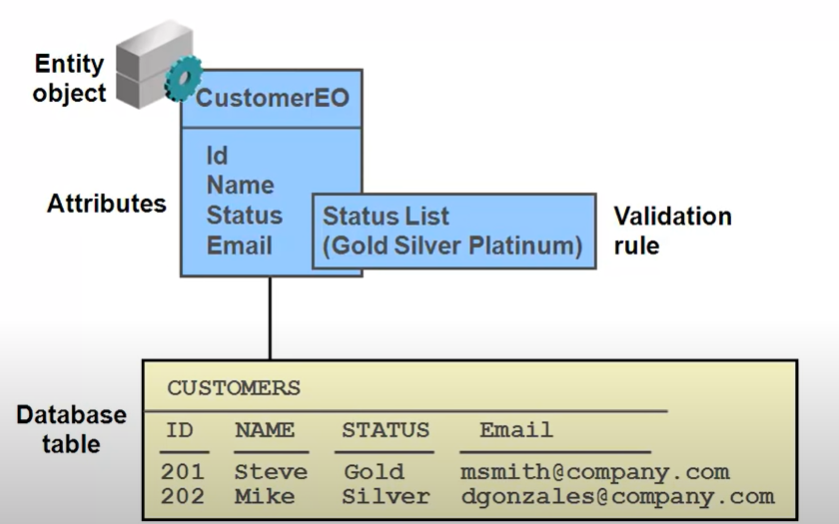 Entity
object
CustomerEO
Attributes
Id
Name
Status
Email
Status List
(Gold Silver Platinum)
Validation
rule
Database
table
CUSTOMERS
ID NAME STATUS Email
201 Steve Gold msmith@company.com
202 Mike Silver dgonzales@company.com